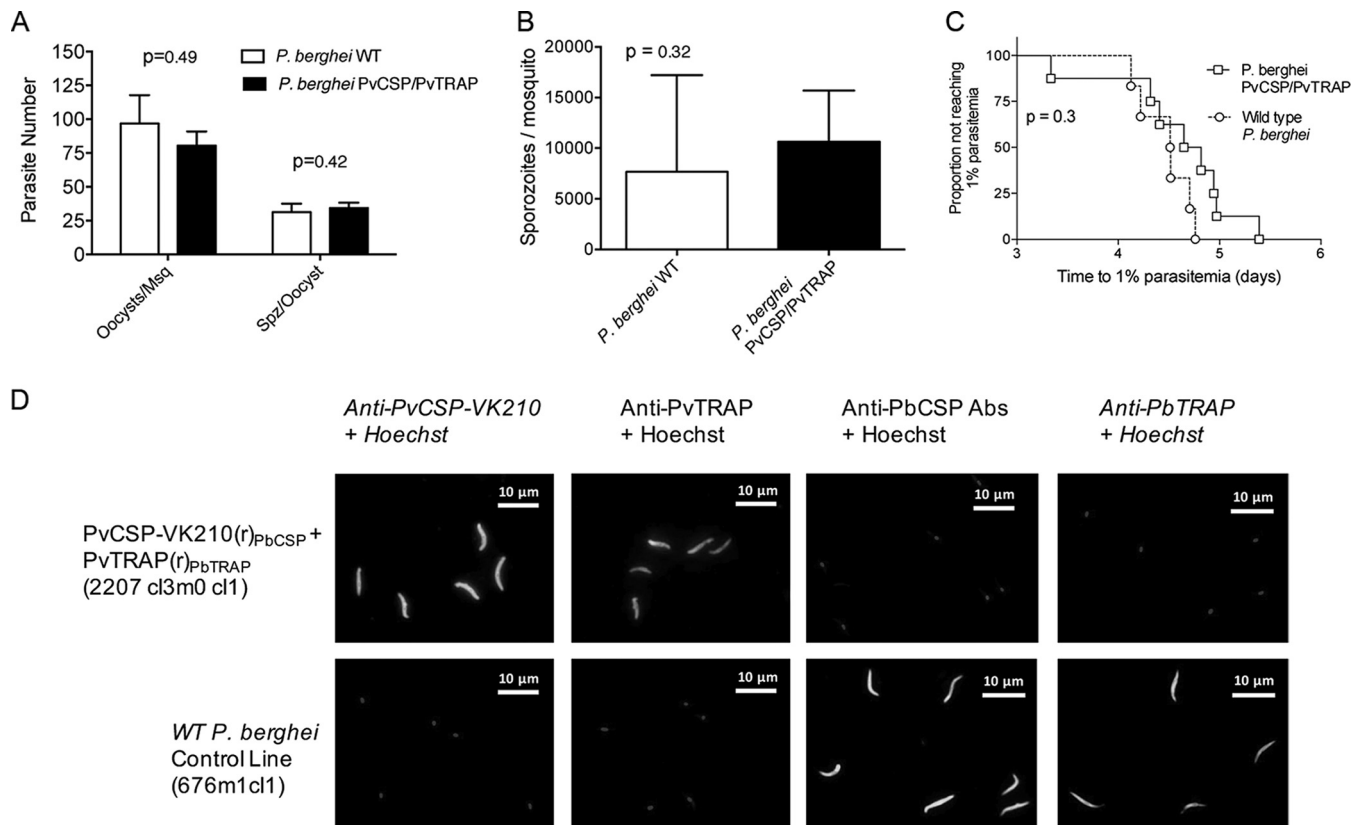 A
150
125
100
75
50
25
0
Parasite Number
p=0.49
p=0.42
P. berghei WT
P. berghei PvCSP/PvTRAP
Oocysts/Msq
Spz/Oocyst
B
20000
15000
10000
5000
0
Sporozoites / mosquito
p = 0.32
P. berghei WT
P. berghei
PvCSP/PvTRAP
C
100
75
50
25
0
Proportion not reaching
1% parasitemia
p = 0.3
P. berghei
PvCSP/PvTRAP
Wild type
P. berghei
3
4
5
6
Time to 1% parasitemia (days)
D
Anti-PvCSP-VK210
+ Hoechst
Anti-PvTRAP
+ Hoechst
Anti-PbCSP Abs
+ Hoechst
Anti-PbTRAP
+ Hoechst
PvCSP-VK210(r)PbCSP +
PvTRAP(r)PbTRAP
(2207 cl3m0 cl1)
10 µm
10 µm
10 µm
10 µm
WT P. berghei
Control Line
(676m1cl1)
10 µm
10 µm
10 µm
10 µm